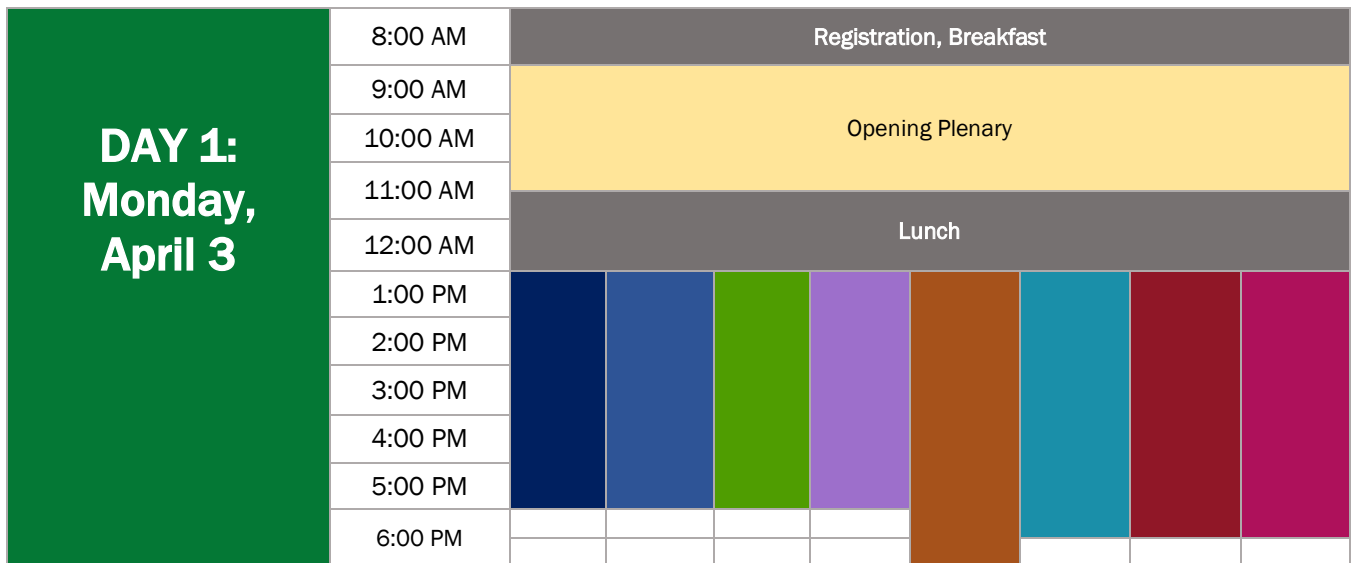 DAY 1:
Monday,
April 3
8:00 AM
Registration, Breakfast
9:00 AM
Opening Plenary
10:00 AM
11:00 AM
Lunch
12:00 AM
1:00 PM
2:00 PM
3:00 PM
4:00 PM
5:00 PM
6:00 PM